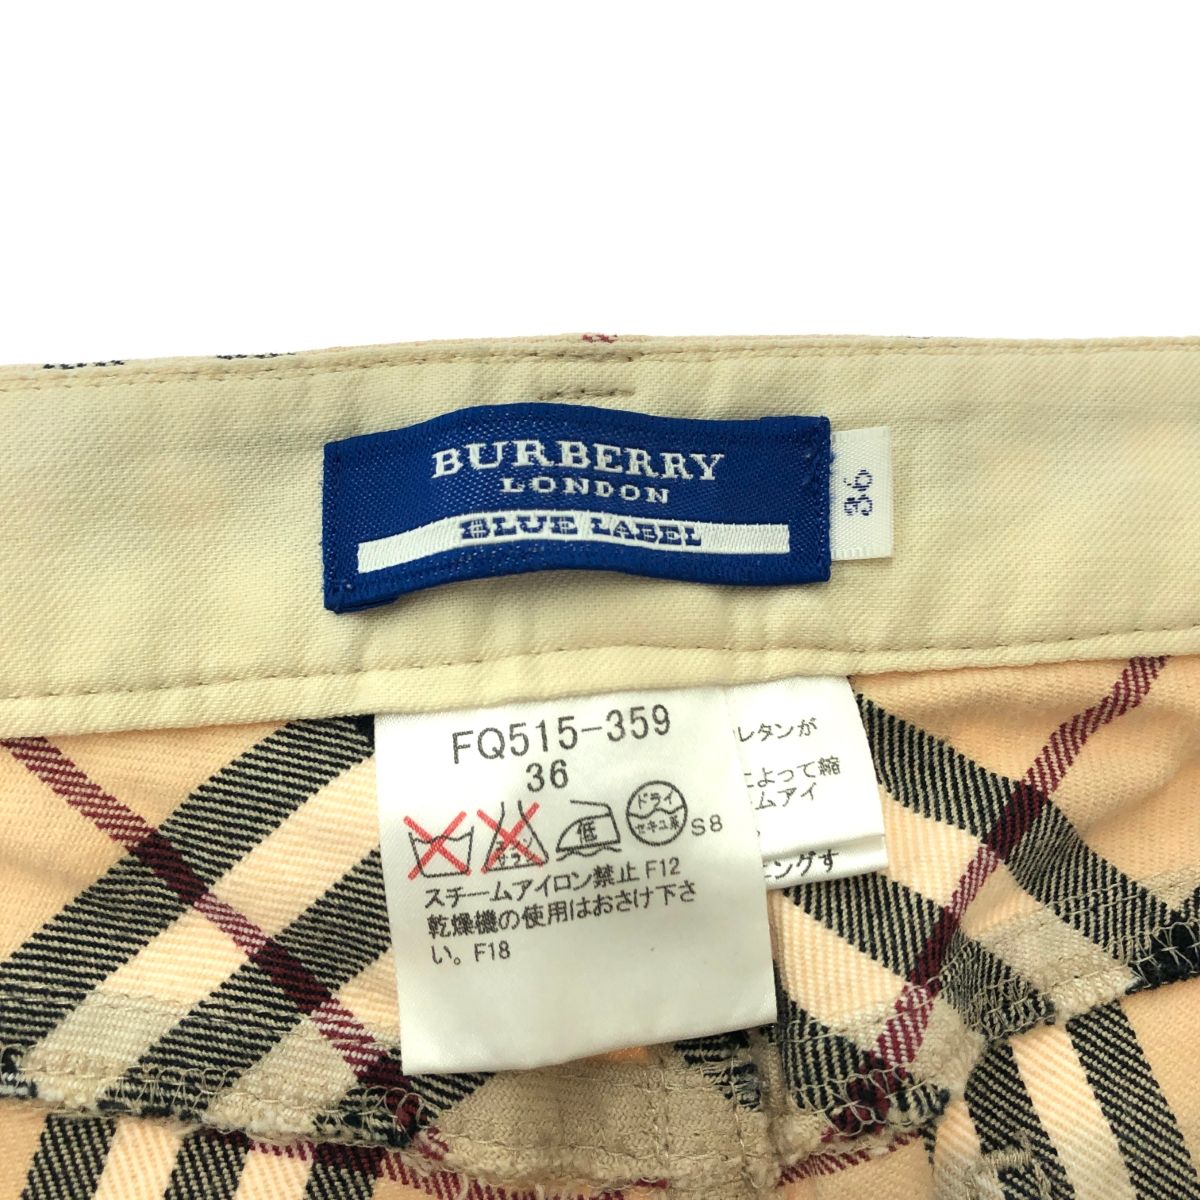 BURBERRY
LONDON
BLUE LABEL
36
FQ515-359
36
低
ドライ
セキユ系
S8
スチームアイロン禁止 F12
乾燥機の使用はおさけ下さ
い。F18
レタンが
よって縮
ムアイ
ングす